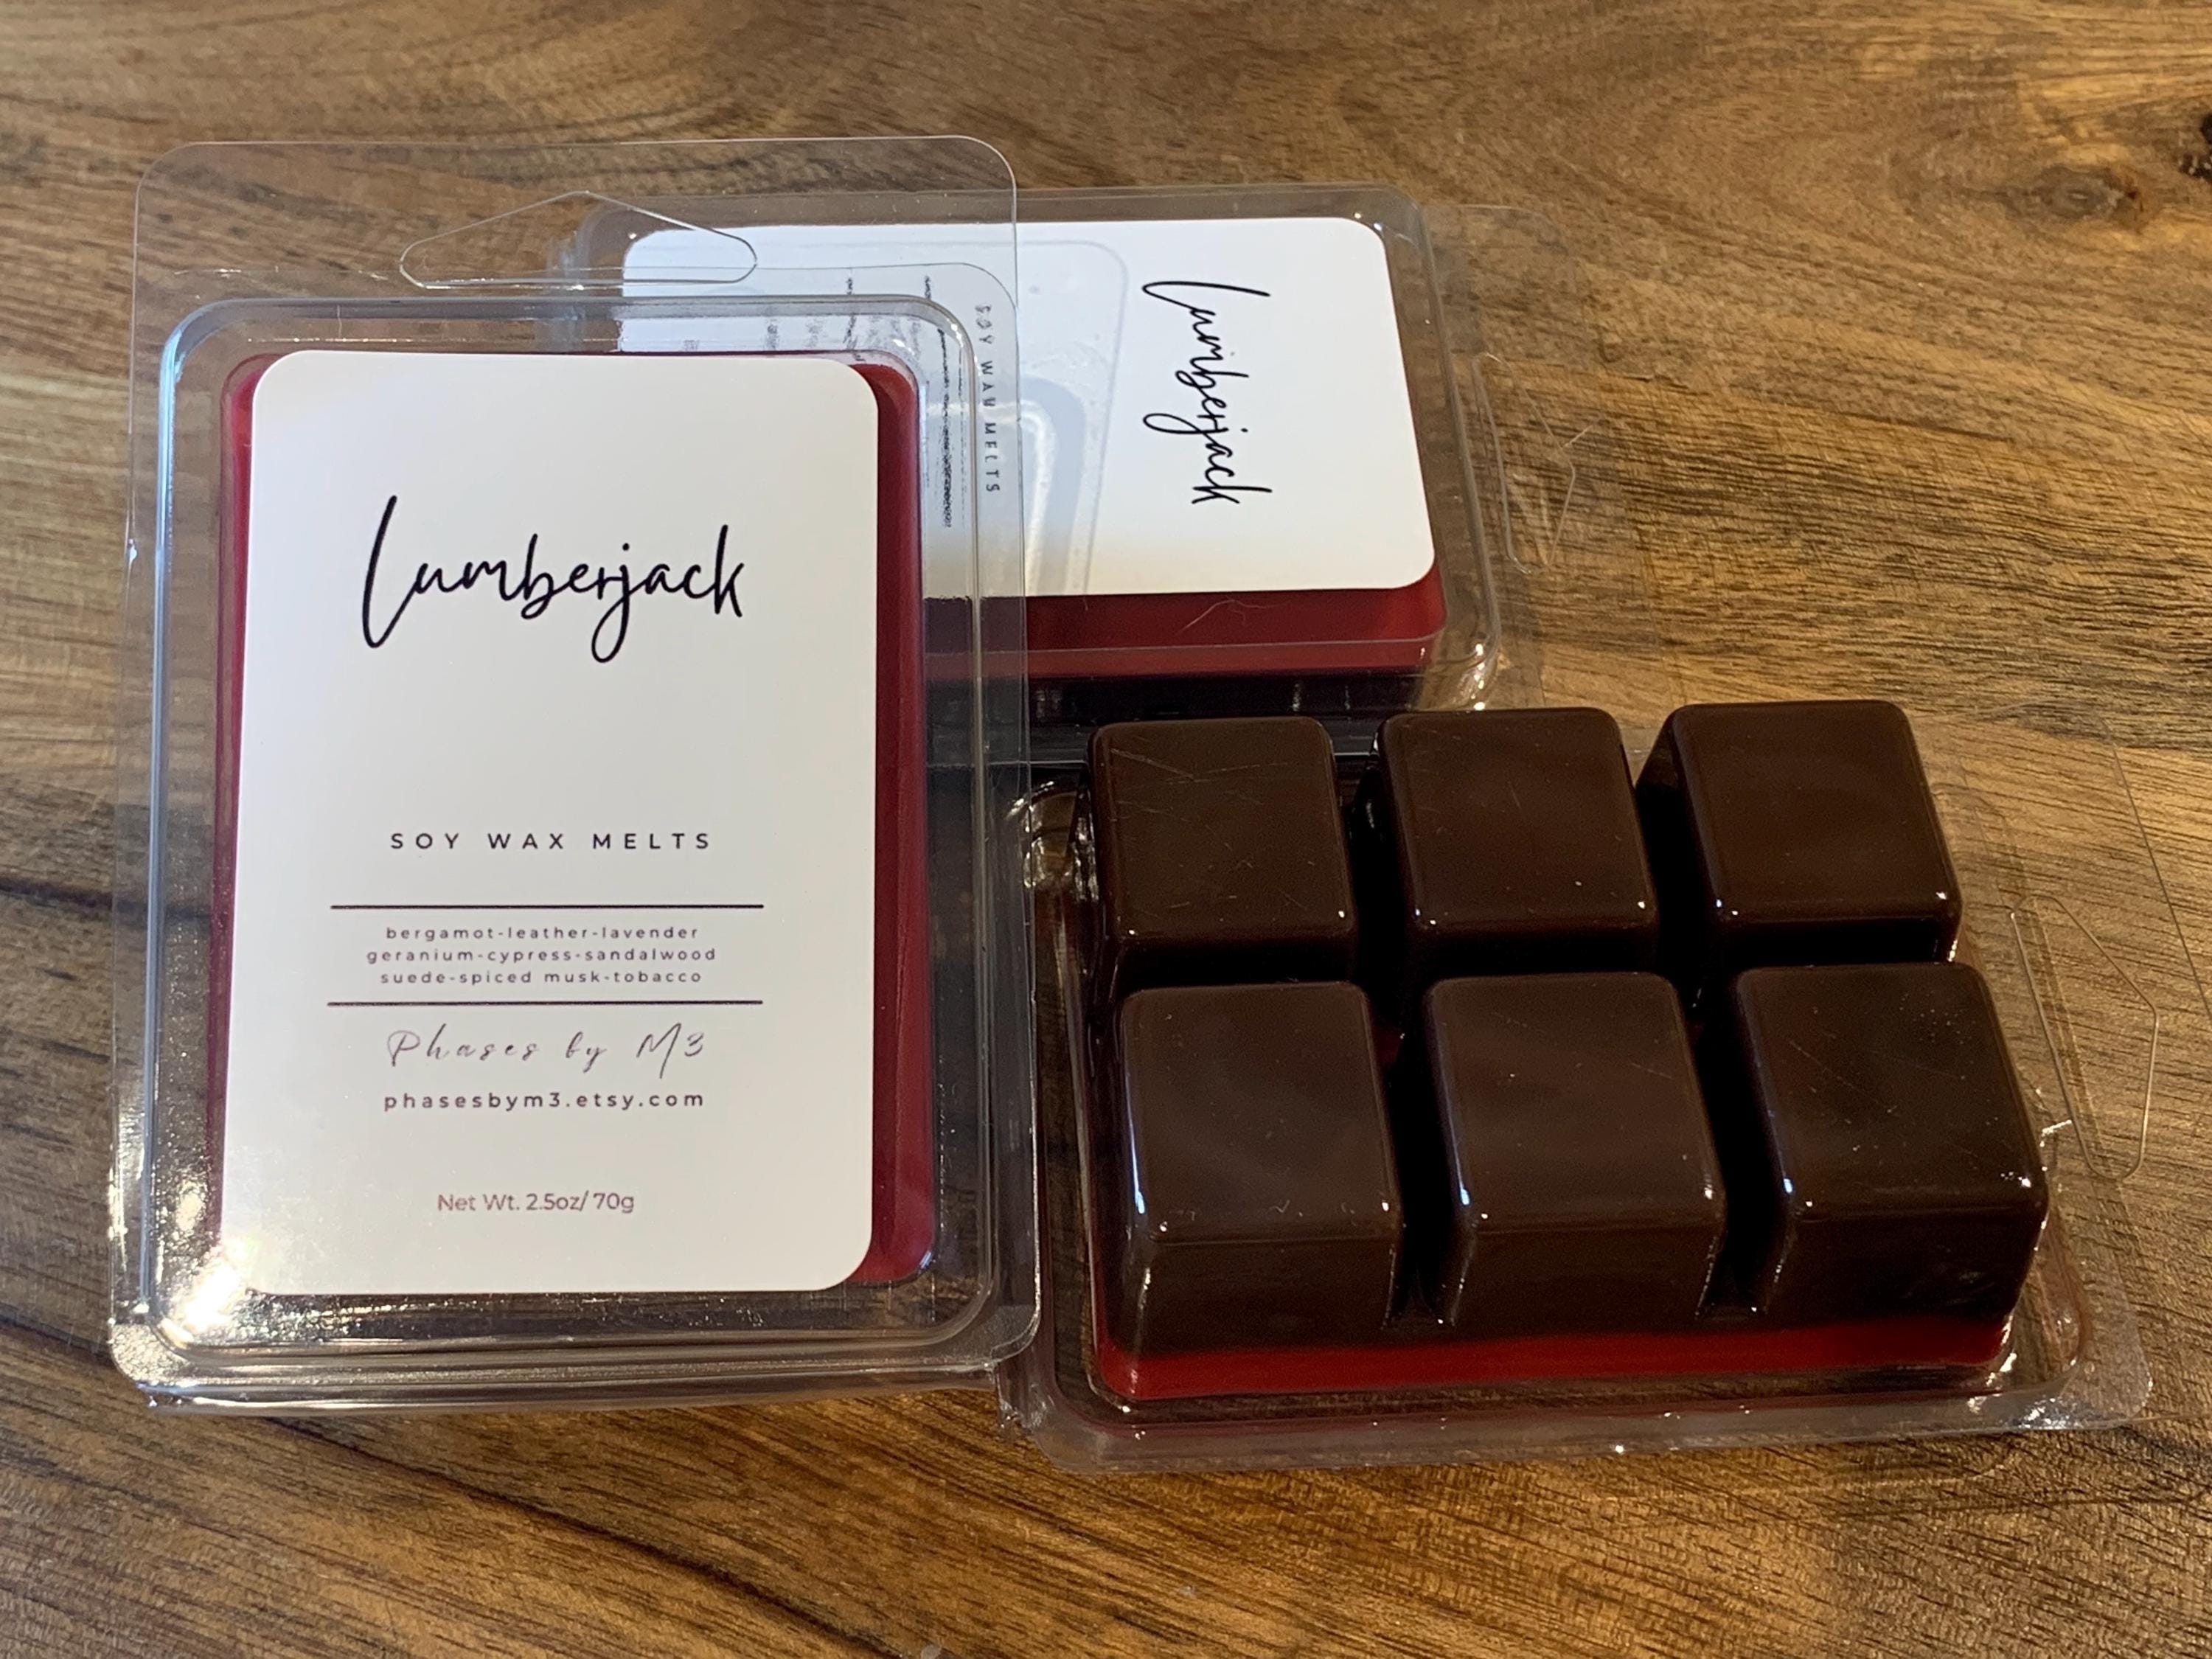 Lumberjack
SOY WAX MELTS
bergamot-leather-lavender
geranium-cypress-sandalwood
suede-spiced musk-tobacco
Phases by M3
phasesbym3.etsy.com
Net Wt. 2.5oz/ 70g
Lumberjack
SOY WAX MELTS